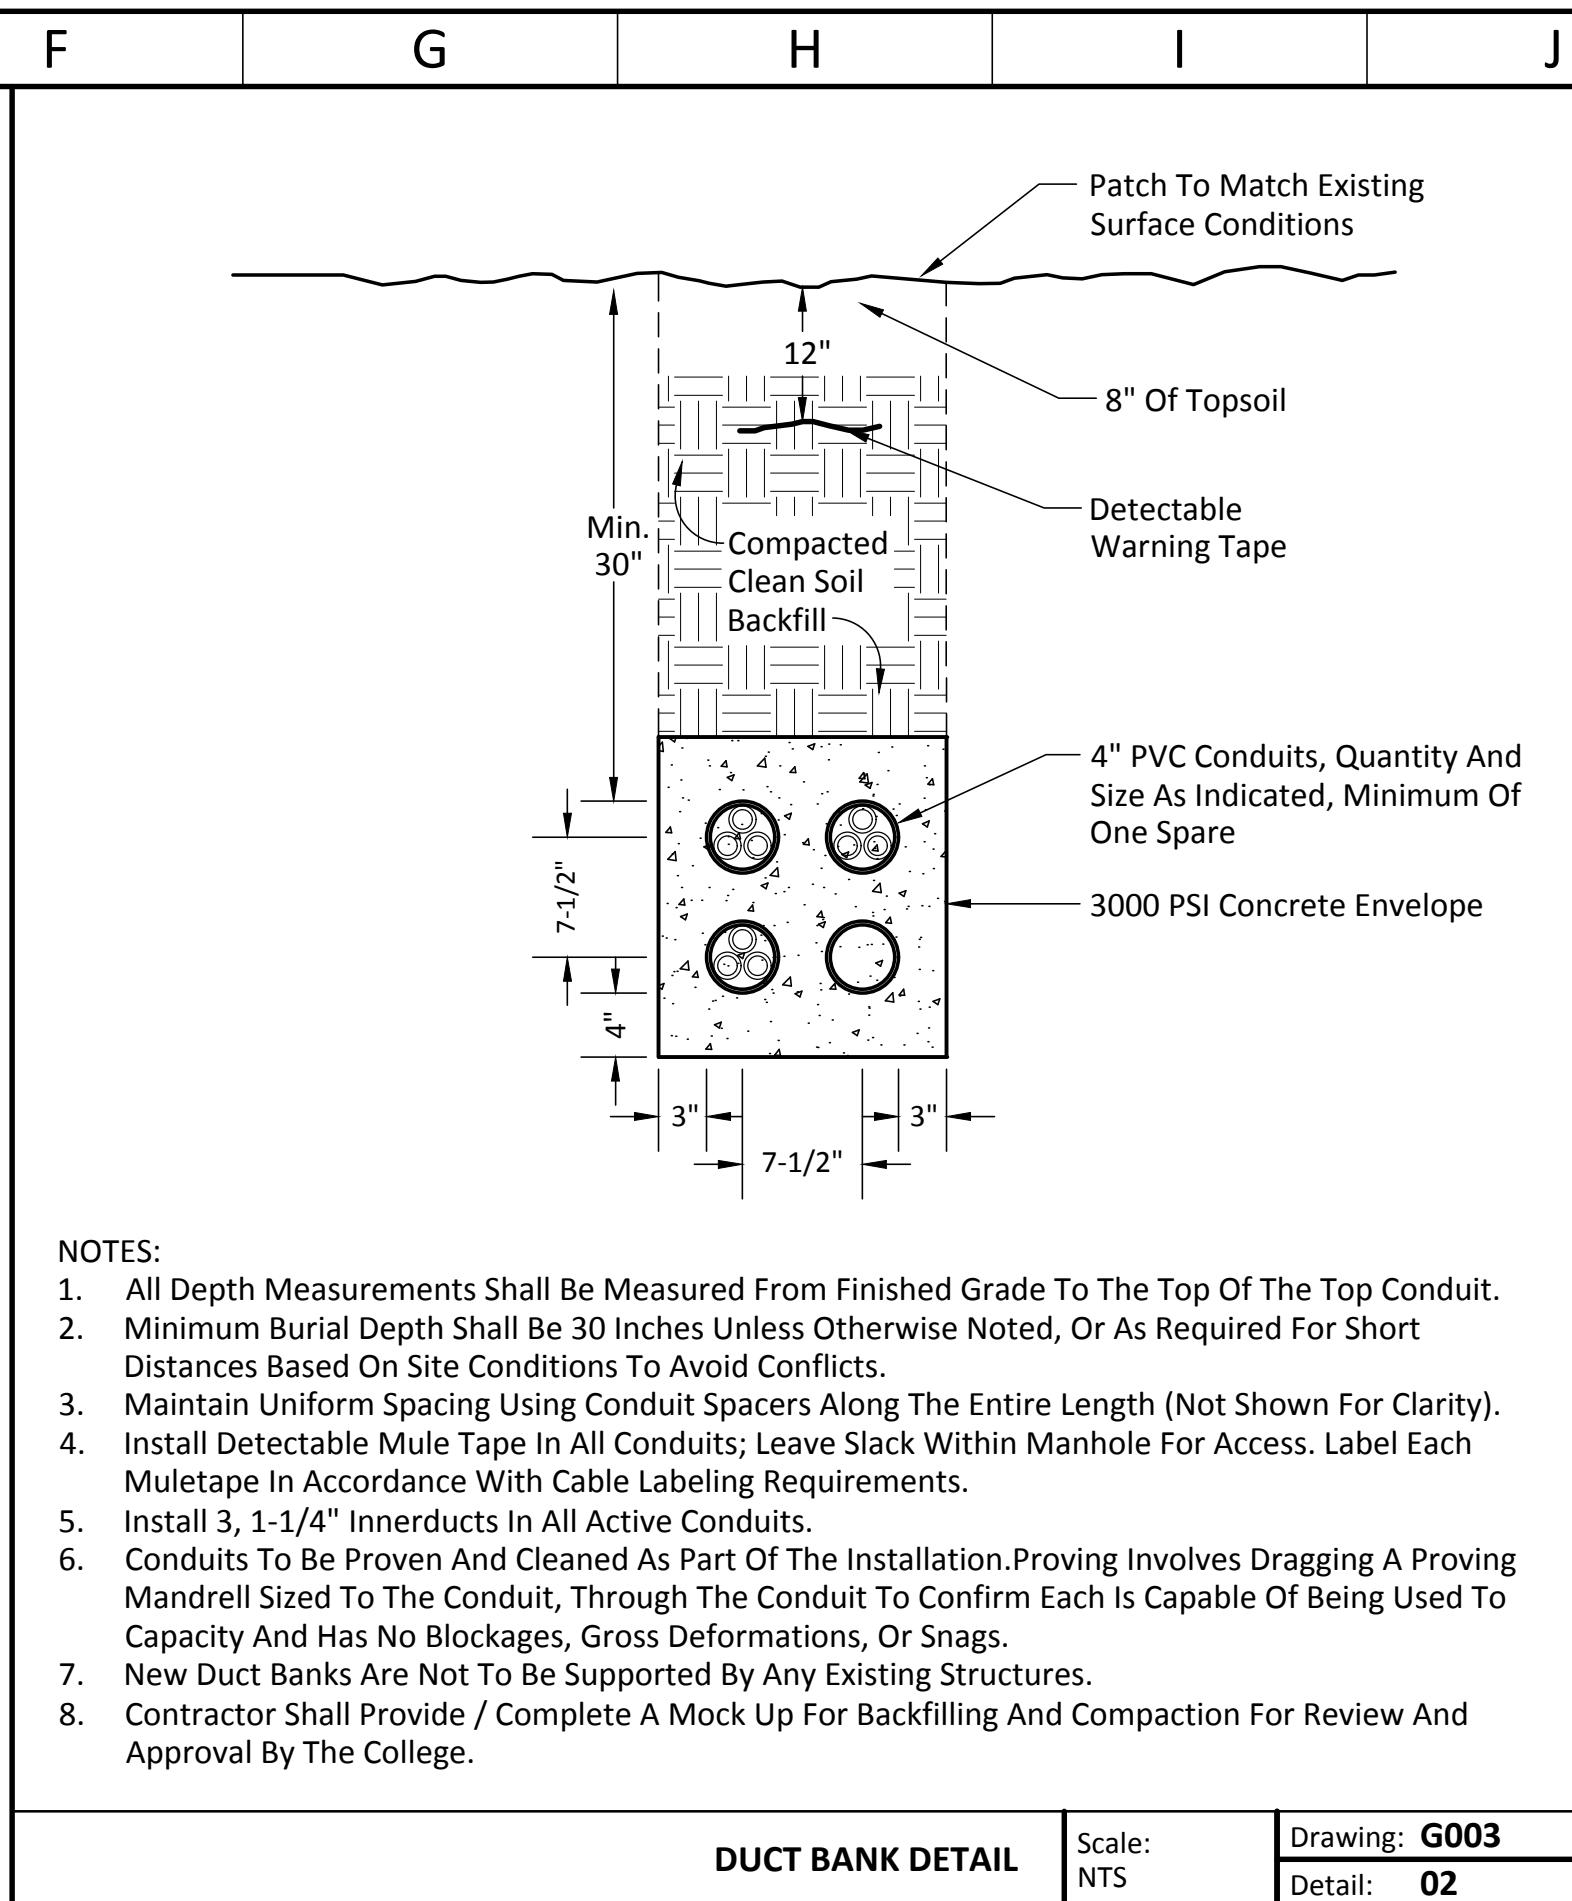 F G H I J
Patch To Match Existing
Surface Conditions
12"
8" Of Topsoil
Detectable
Warning Tape
Min.
30"
Compacted
Clean Soil
Backfill
4" PVC Conduits, Quantity And
Size As Indicated, Minimum Of
One Spare
7-1/2"
3000 PSI Concrete Envelope
4"
3" 3"
7-1/2"
NOTES:
1. All Depth Measurements Shall Be Measured From Finished Grade To The Top Of The Top Conduit.
2. Minimum Burial Depth Shall Be 30 Inches Unless Otherwise Noted, Or As Required For Short
Distances Based On Site Conditions To Avoid Conflicts.
3. Maintain Uniform Spacing Using Conduit Spacers Along The Entire Length (Not Shown For Clarity).
4. Install Detectable Mule Tape In All Conduits; Leave Slack Within Manhole For Access. Label Each
Muletape In Accordance With Cable Labeling Requirements.
5. Install 3, 1-1/4" Innerducts In All Active Conduits.
6. Conduits To Be Proven And Cleaned As Part Of The Installation.Proving Involves Dragging A Proving
Mandrell Sized To The Conduit, Through The Conduit To Confirm Each Is Capable Of Being Used To
Capacity And Has No Blockages, Gross Deformations, Or Snags.
7. New Duct Banks Are Not To Be Supported By Any Existing Structures.
8. Contractor Shall Provide / Complete A Mock Up For Backfilling And Compaction For Review And
Approval By The College.
DUCT BANK DETAIL
Scale:
NTS
Drawing: G003
Detail: 02